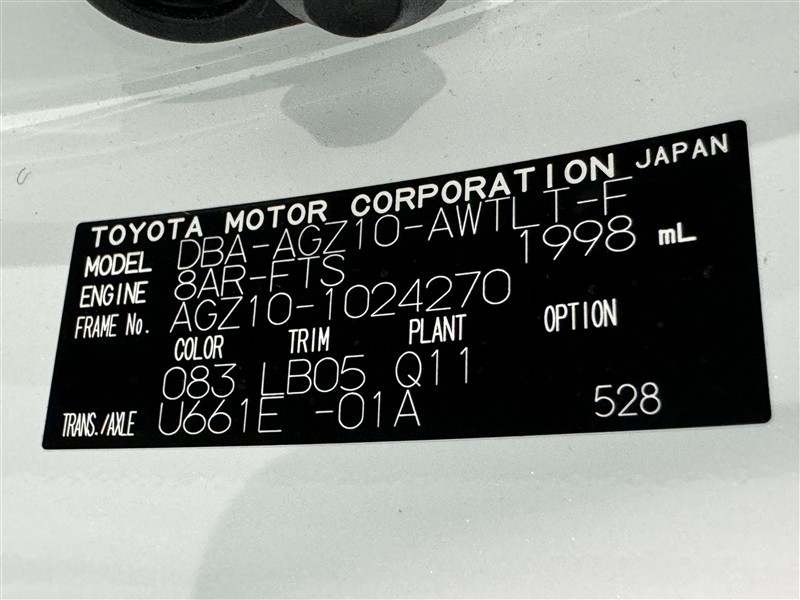 TOYOTA MOTOR CORPORATION JAPAN
MODEL DBA-AGZ10-AWTLT-F
ENGINE 8AR-FTS 1998 mL
FRAME No. AGZ10-1024270
COLOR TRIM PLANT OPTION
083 LB05 Q11
TRANS./AXLE U661E -01A 528